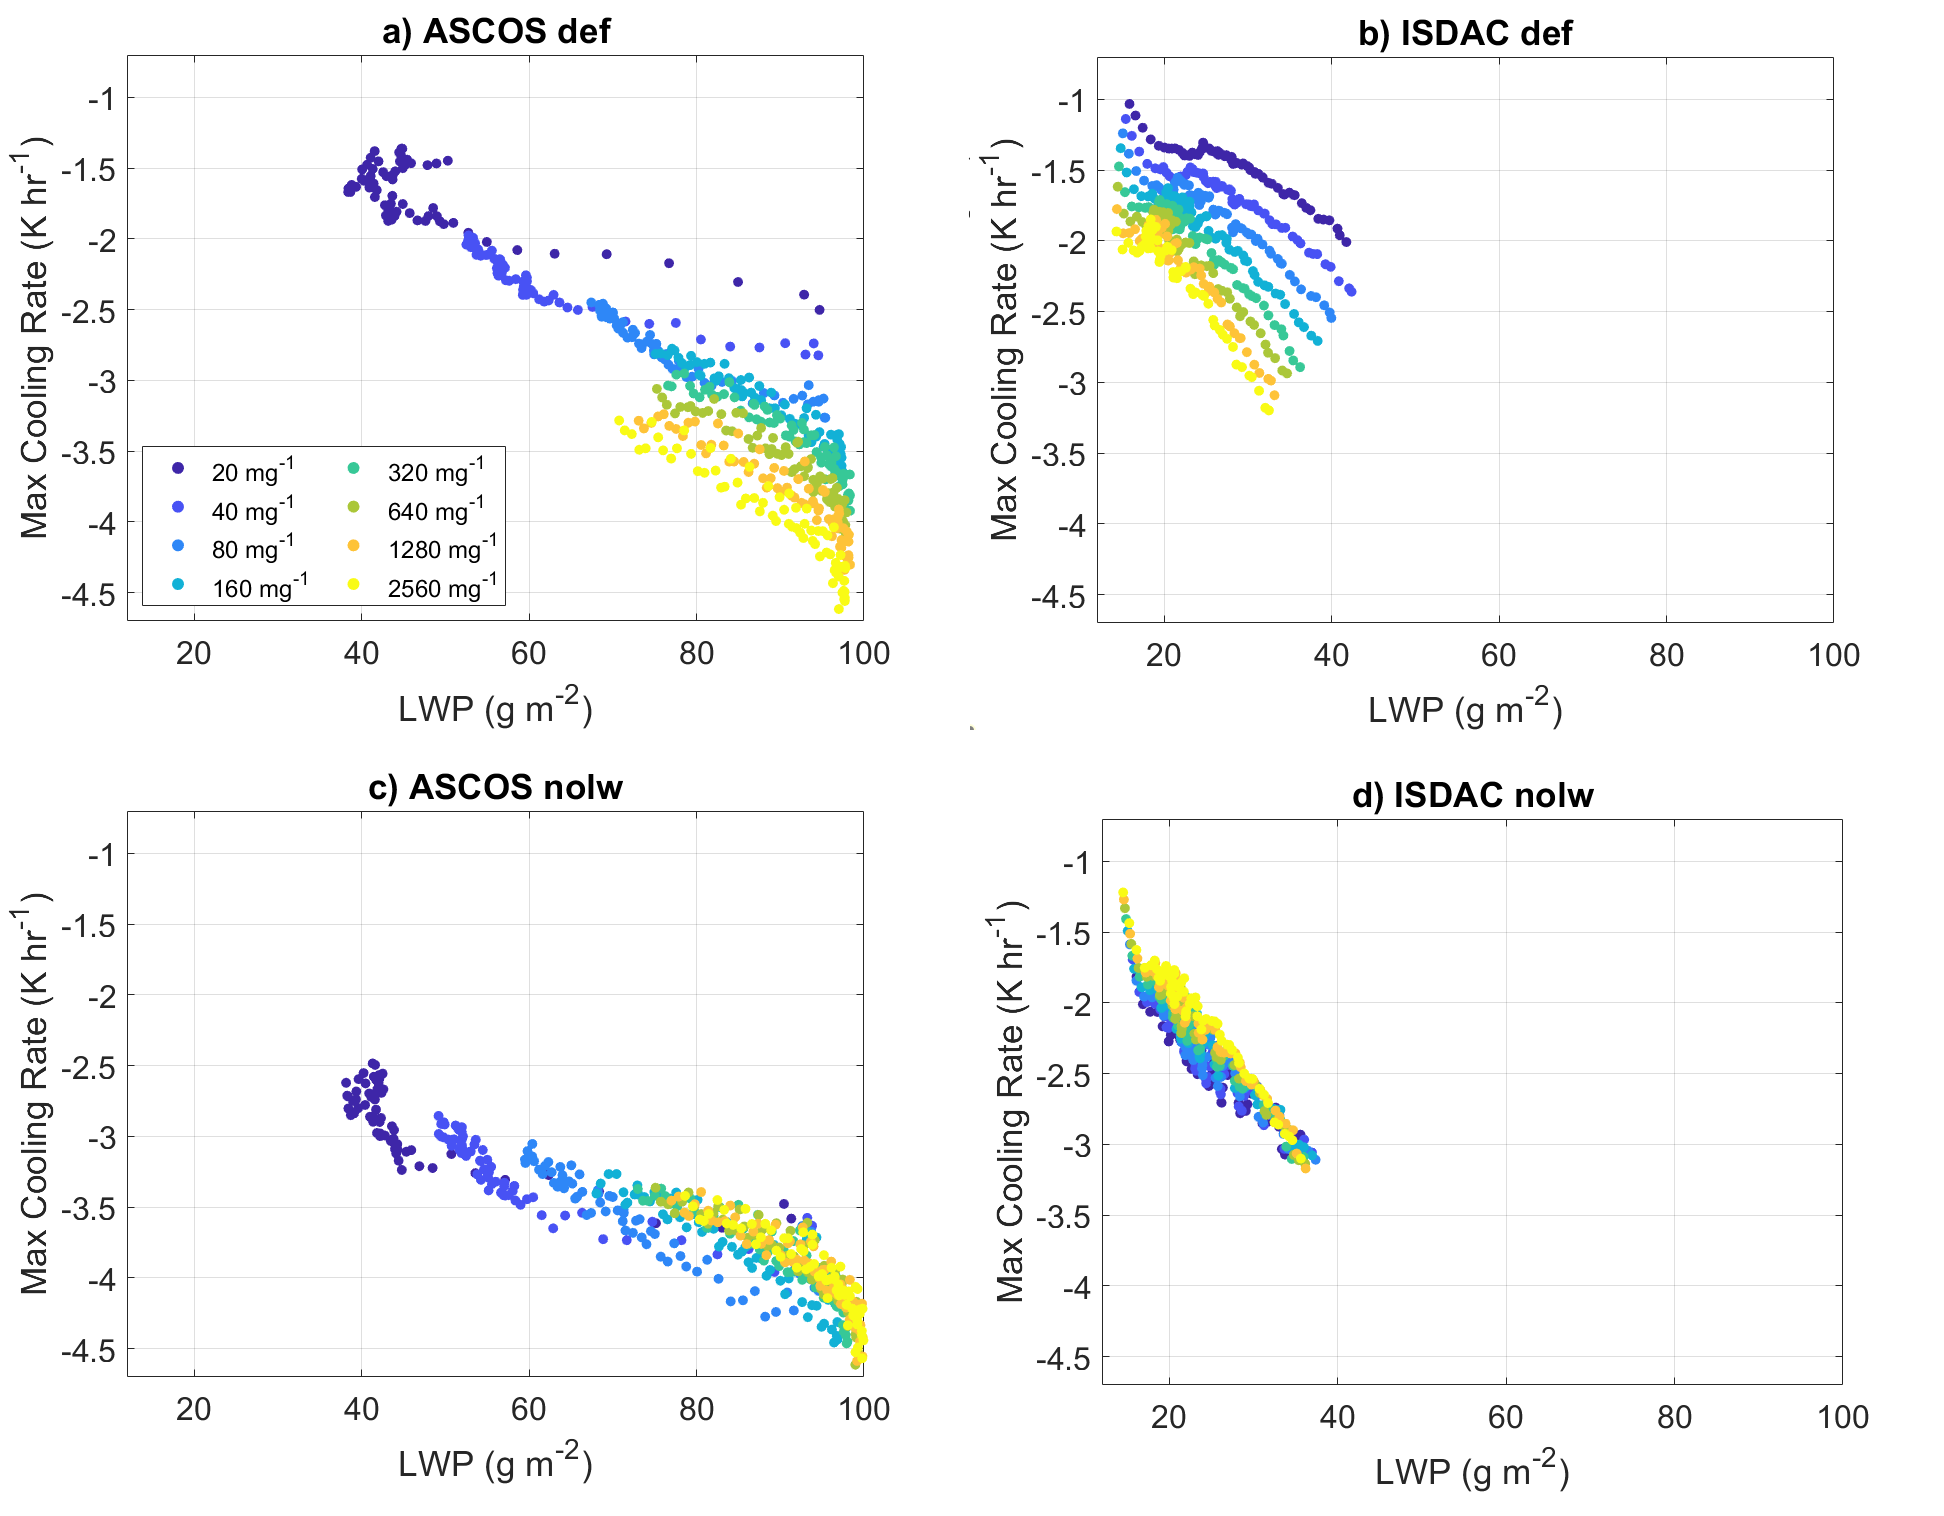 a) ASCOS def
Max Cooling Rate (K hr-1)
-1
-1.5
-2
-2.5
-3
-3.5
-4
-4.5
20 mg-1
320 mg-1
40 mg-1
640 mg-1
80 mg-1
1280 mg-1
160 mg-1
2560 mg-1
20 40 60 80 100
LWP (g m-2)
b) ISDAC def
Max Cooling Rate (K hr-1)
-1
-1.5
-2
-2.5
-3
-3.5
-4
-4.5
20 40 60 80 100
LWP (g m-2)
c) ASCOS nolw
Max Cooling Rate (K hr-1)
-1
-1.5
-2
-2.5
-3
-3.5
-4
-4.5
20 40 60 80 100
LWP (g m-2)
d) ISDAC nolw
Max Cooling Rate (K hr-1)
-1
-1.5
-2
-2.5
-3
-3.5
-4
-4.5
20 40 60 80 100
LWP (g m-2)